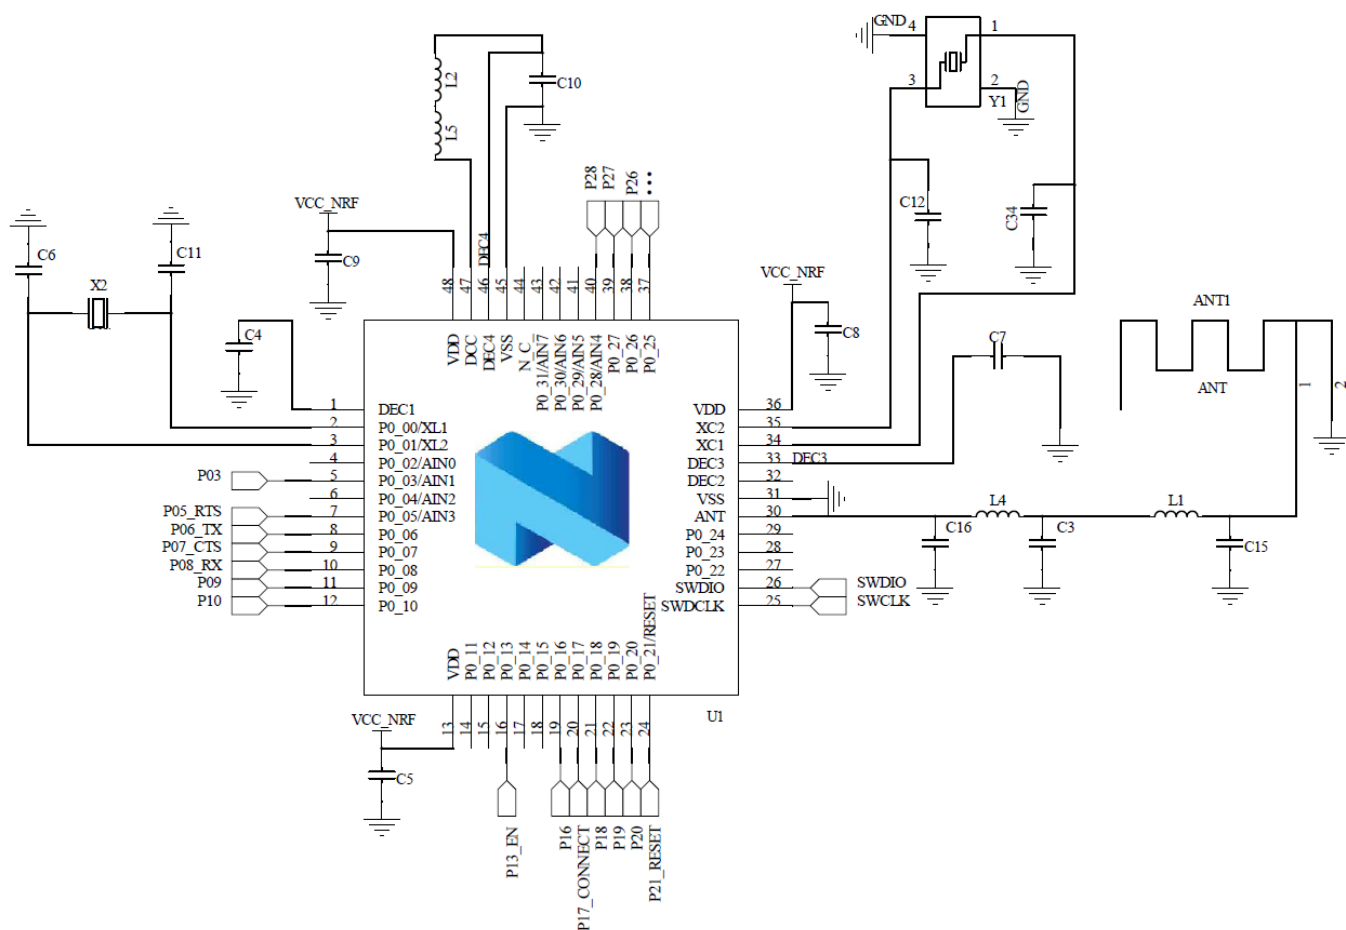 GND 4
1
3
2
Y1
GND
L2
L5
C10
P28
P27
P26
•••
VCC_NRF
C9
DEC4
C6
C11
X2
C4
C12
C34
VCC_NRF
C8
C7
ANT1
ANT
1
2
48
47
46
45
44
43
42
41
40
39
38
37
VDD
DCC
DEC4
VSS
N_C_
P0_31/AIN7
P0_30/AIN6
P0_29/AIN5
P0_28/AIN4
P0_27
P0_26
P0_25
1 DEC1
2 P0_00/XL1
3 P0_01/XL2
4 P0_02/AIN0
P03 5 P0_03/AIN1
6 P0_04/AIN2
P05_RTS 7 P0_05/AIN3
P06_TX 8 P0_06
P07_CTS 9 P0_07
P08_RX 10 P0_08
P09 11 P0_09
P10 12 P0_10
VDD 36
XC2 35
XC1 34
DEC3 33 DEC3
DEC2 32
VSS 31
ANT 30
P0_24 29
P0_23 28
P0_22 27
SWDIO 26 SWDIO
SWDCLK 25 SWCLK
C16
L4
C3
L1
C15
VDD
P0_11
P0_12
P0_13
P0_14
P0_15
P0_16
P0_17
P0_18
P0_19
P0_20
P0_21/RESET
U1
VCC_NRF
C5
13
14
15
16
17
18
19
20
21
22
23
24
P13_EN
P16
P17_CONNECT
P18
P19
P20
P21_RESET